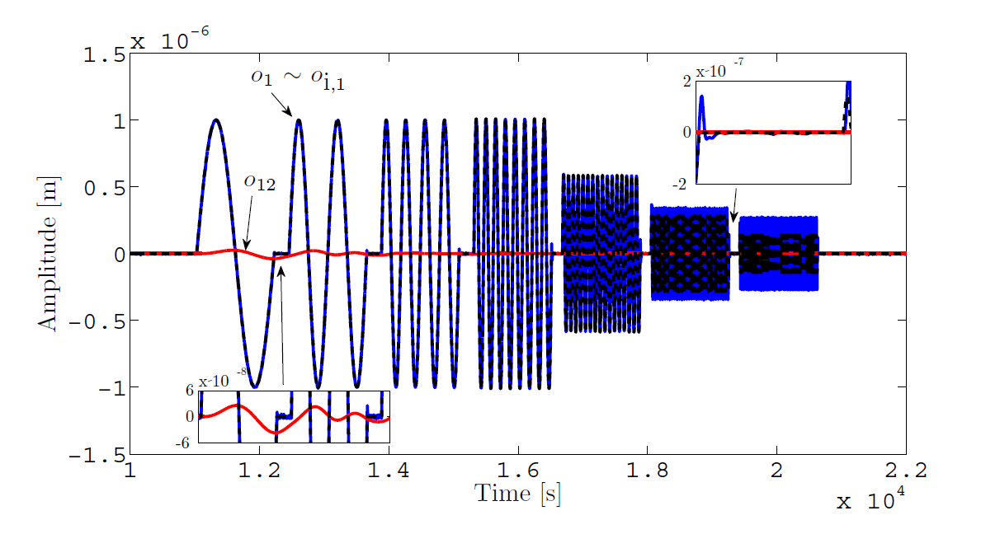 x 10^-6
1.5
1
0.5
0
-0.5
-1
-1.5
Amplitude [m]
o1 ∼ oi,1
o12
x 10 -7
2
0
-2
x 10 -8
6
0
-6
1 1.2 1.4 1.6 1.8 2 2.2
Time [s]
x 10^4